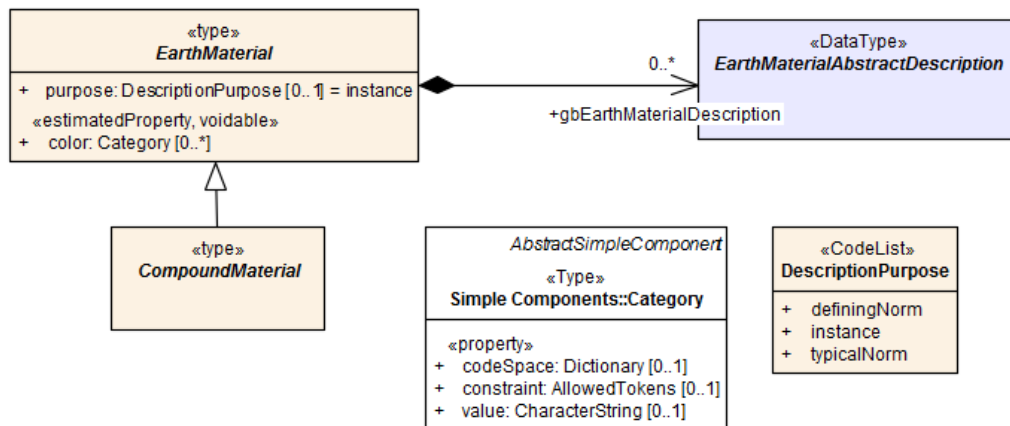 «type»
EarthMaterial
+ purpose: DescriptionPurpose [0..1] = instance
«estimatedProperty, voidable»
+ color: Category [0..*]
0..*
+gbEarthMaterialDescription
«DataType»
EarthMaterialAbstractDescription
«type»
CompoundMaterial
AbstractSimpleComponent
«Type»
Simple Components::Category
«property»
+ codeSpace: Dictionary [0..1]
+ constraint: AllowedTokens [0..1]
+ value: CharacterString [0..1]
«CodeList»
DescriptionPurpose
+ definingNorm
+ instance
+ typicalNorm